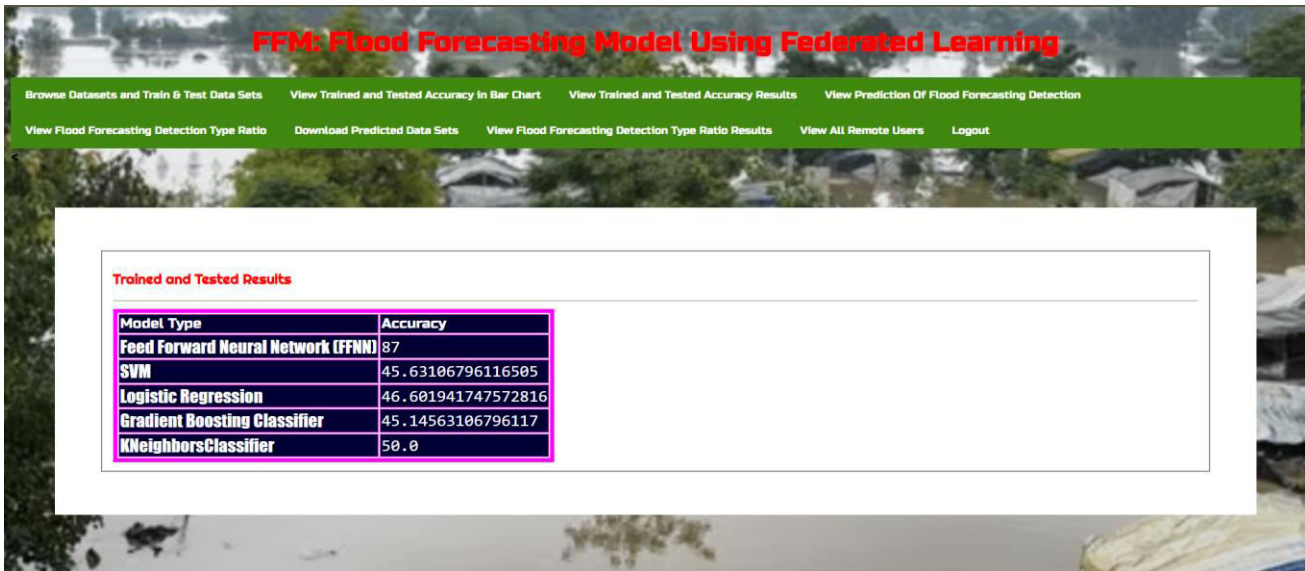 FFM: Flood Forecasting Model Using Federated Learning
Browse Datasets and Train & Test Data Sets View Trained and Tested Accuracy in Bar Chart View Trained and Tested Accuracy Results View Prediction Of Flood Forecasting Detection
View Flood Forecasting Detection Type Ratio Download Predicted Data Sets View Flood Forecasting Detection Type Ratio Results View All Remote Users Logout
<
Trained and Tested Results
Model Type Accuracy
Feed Forward Neural Network (FFNN) 87
SVM 45.63106796116505
Logistic Regression 46.601941747572816
Gradient Boosting Classifier 45.14563106796117
KNeighborsClassifier 50.0